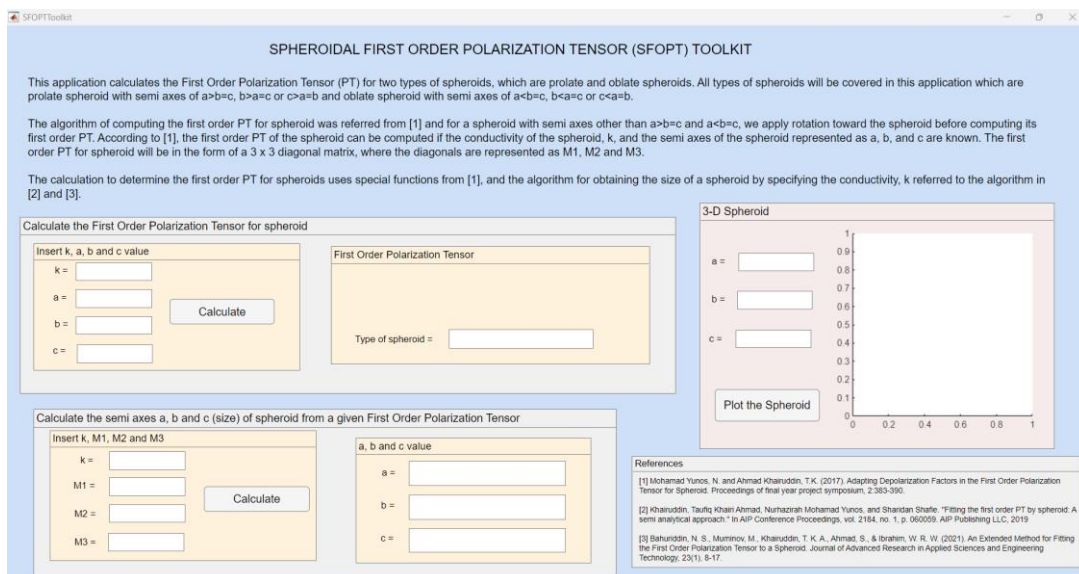 SFOPTToolkit
SPHEROIDAL FIRST ORDER POLARIZATION TENSOR (SFOPT) TOOLKIT
This application calculates the First Order Polarization Tensor (PT) for two types of spheroids, which are prolate and oblate spheroids. All types of spheroids will be covered in this application which are
prolate spheroid with semi axes of a>b=c, b>a=c or c>a=b and oblate spheroid with semi axes of a<b=c, b<a=c or c<a=b.
The algorithm of computing the first order PT for spheroid was referred from [1] and for a spheroid with semi axes other than a>b=c and a<b=c, we apply rotation toward the spheroid before computing its
first order PT. According to [1], the first order PT of the spheroid can be computed if the conductivity of the spheroid, k, and the semi axes of the spheroid represented as a, b, and c are known. The first
order PT for spheroid will be in the form of a 3 x 3 diagonal matrix, where the diagonals are represented as M1, M2 and M3.
The calculation to determine the first order PT for spheroids uses special functions from [1], and the algorithm for obtaining the size of a spheroid by specifying the conductivity, k referred to the algorithm in
[2] and [3].
Calculate the First Order Polarization Tensor for spheroid
Insert k, a, b and c value
k =
a =
b =
c =
Calculate
First Order Polarization Tensor
Type of spheroid =
3-D Spheroid
a =
b =
c =
Plot the Spheroid
1
0.9
0.8
0.7
0.6
0.5
0.4
0.3
0.2
0.1
0
0 0.2 0.4 0.6 0.8 1
Calculate the semi axes a, b and c (size) of spheroid from a given First Order Polarization Tensor
Insert k, M1, M2 and M3
k =
M1 =
M2 =
M3 =
Calculate
a, b and c value
a =
b =
c =
References
[1] Mohamad Yunos, N. and Ahmad Khairuddin, T.K. (2017). Adapting Depolarization Factors in the First Order Polarization
Tensor for Spheroid. Proceedings of final year project symposium, 2:383-390.
[2] Khairuddin, Taufiq Khairi Ahmad, Nurhazirah Mohamad Yunos, and Sharidan Shafie. "Fitting the first order PT by spheroid: A
semi analytical approach." In AIP Conference Proceedings, vol. 2184, no. 1, p. 060059. AIP Publishing LLC, 2019
[3] Bahuriddin, N. S., Muminov, M., Khairuddin, T. K. A., Ahmad, S., & Ibrahim, W. R. W. (2021). An Extended Method for Fitting
the First Order Polarization Tensor to a Spheroid. Journal of Advanced Research in Applied Sciences and Engineering
Technology, 23(1), 8-17.